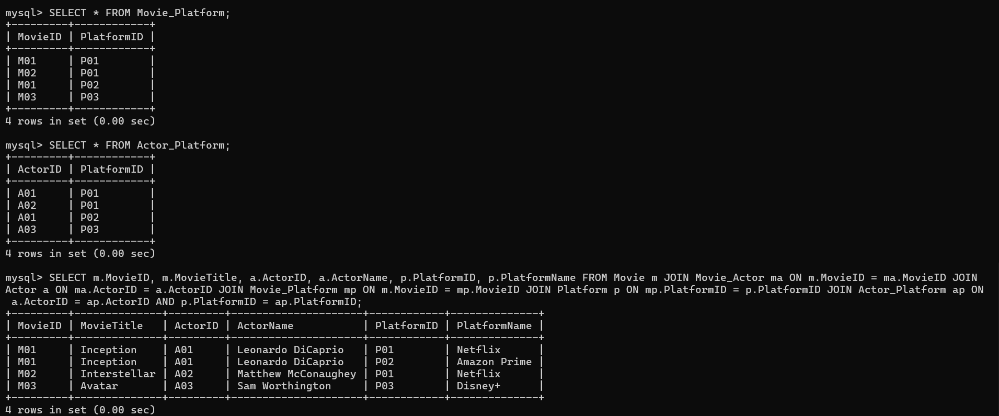 mysql> SELECT * FROM Movie_Platform;
+---------+------------+
| MovieID | PlatformID |
+---------+------------+
| M01     | P01        |
| M02     | P01        |
| M01     | P02        |
| M03     | P03        |
+---------+------------+
4 rows in set (0.00 sec)

mysql> SELECT * FROM Actor_Platform;
+---------+------------+
| ActorID | PlatformID |
+---------+------------+
| A01     | P01        |
| A02     | P01        |
| A01     | P02        |
| A03     | P03        |
+---------+------------+
4 rows in set (0.00 sec)

mysql> SELECT m.MovieID, m.MovieTitle, a.ActorID, a.ActorName, p.PlatformID, p.PlatformName FROM Movie m JOIN Movie_Actor ma ON m.MovieID = ma.MovieID JOIN
Actor a ON ma.ActorID = a.ActorID JOIN Movie_Platform mp ON m.MovieID = mp.MovieID JOIN Platform p ON mp.PlatformID = p.PlatformID JOIN Actor_Platform ap ON
 a.ActorID = ap.ActorID AND p.PlatformID = ap.PlatformID;
+---------+--------------+---------+---------------------+------------+--------------+
| MovieID | MovieTitle   | ActorID | ActorName           | PlatformID | PlatformName |
+---------+--------------+---------+---------------------+------------+--------------+
| M01     | Inception    | A01     | Leonardo DiCaprio   | P01        | Netflix      |
| M01     | Inception    | A01     | Leonardo DiCaprio   | P02        | Amazon Prime |
| M02     | Interstellar | A02     | Matthew McConaughey | P01        | Netflix      |
| M03     | Avatar       | A03     | Sam Worthington     | P03        | Disney+      |
+---------+--------------+---------+---------------------+------------+--------------+
4 rows in set (0.00 sec)